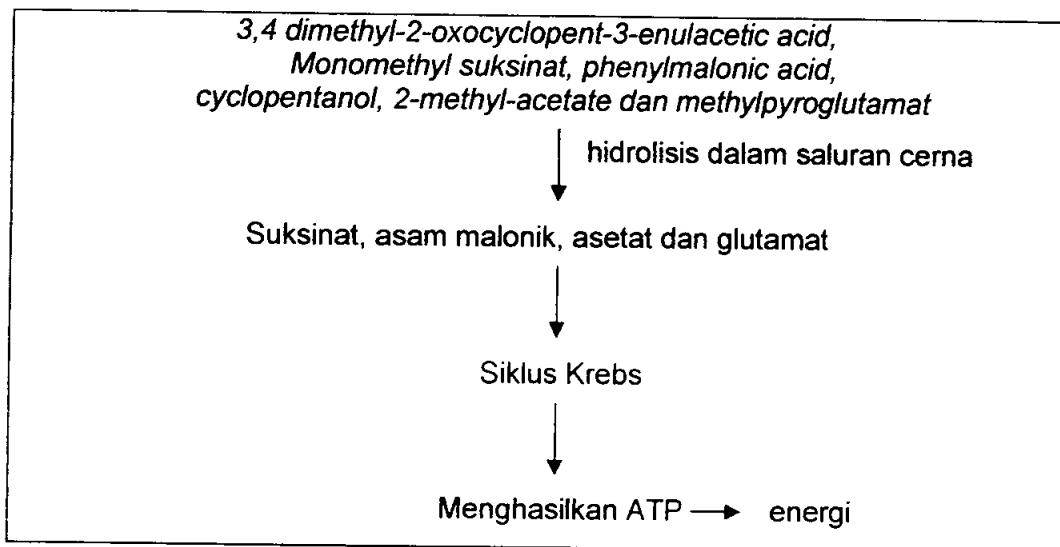 3,4 dimethyl-2-oxocyclopent-3-enulacetic acid,
Monomethyl suksinat, phenylmalonic acid,
cyclopentanol, 2-methyl-acetate dan methylpyroglutamat
hidrolisis dalam saluran cerna
Suksinat, asam malonik, asetat dan glutamat
Siklus Krebs
Menghasilkan ATP → energi